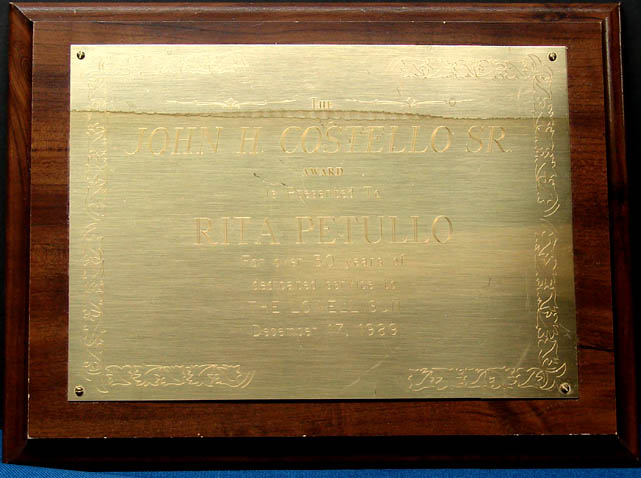 THE
JOHN H. COSTELLO SR.
AWARD
is Presented To
RITA PETULLO
For over 50 years of
dedicated service to
THE LOWELL SUN
December 17, 1989